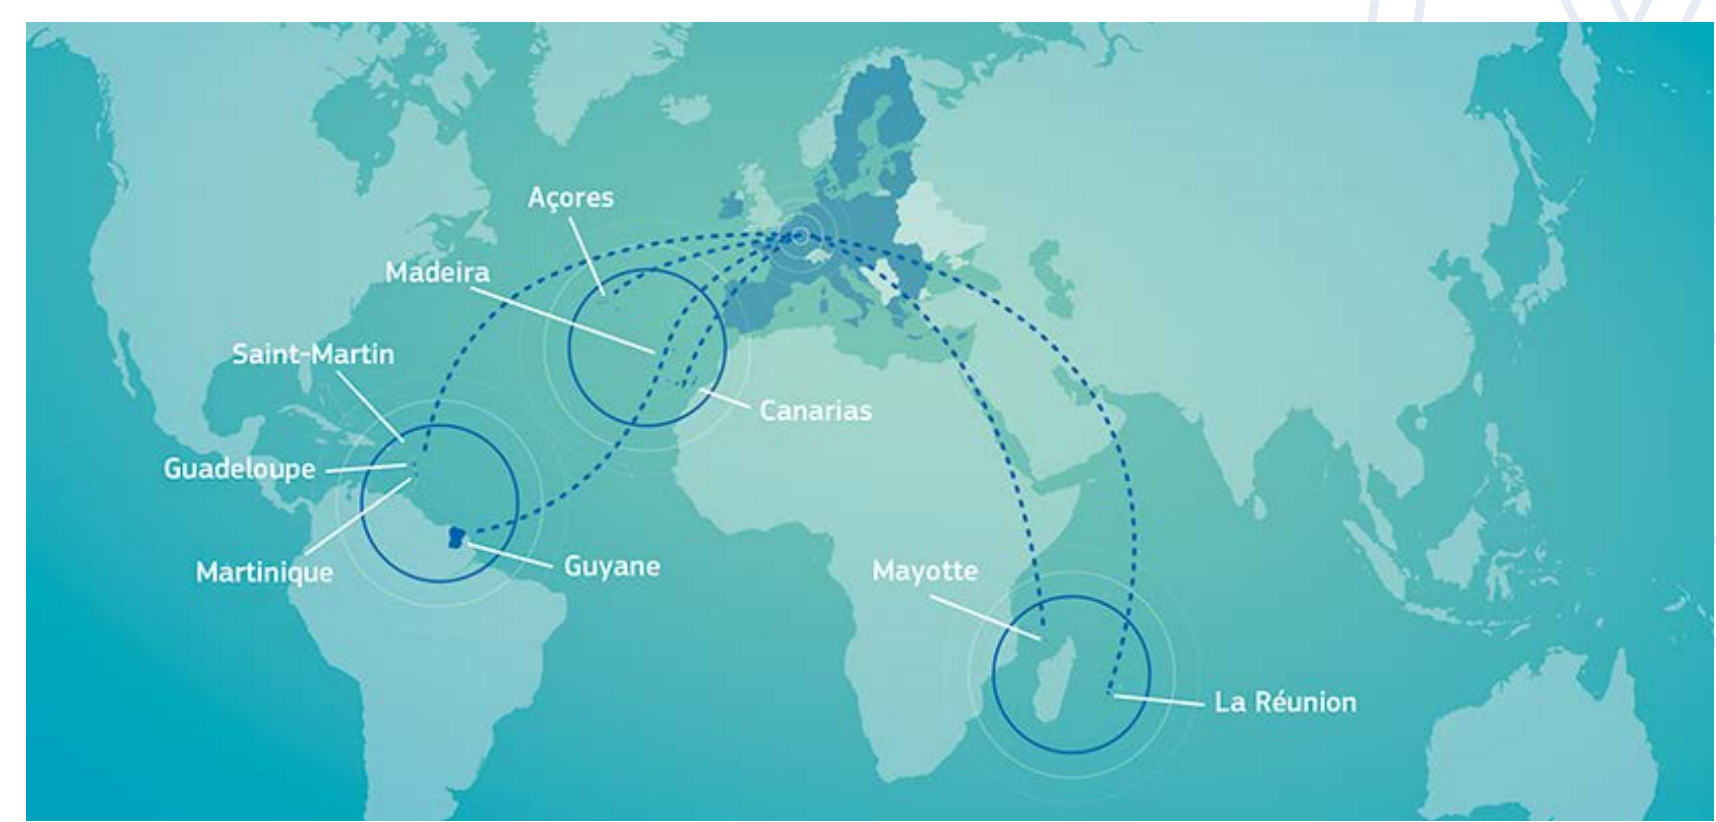 Açores
Madeira
Saint-Martin
Canarias
Guadeloupe
Martinique
Guyane
Mayotte
La Réunion